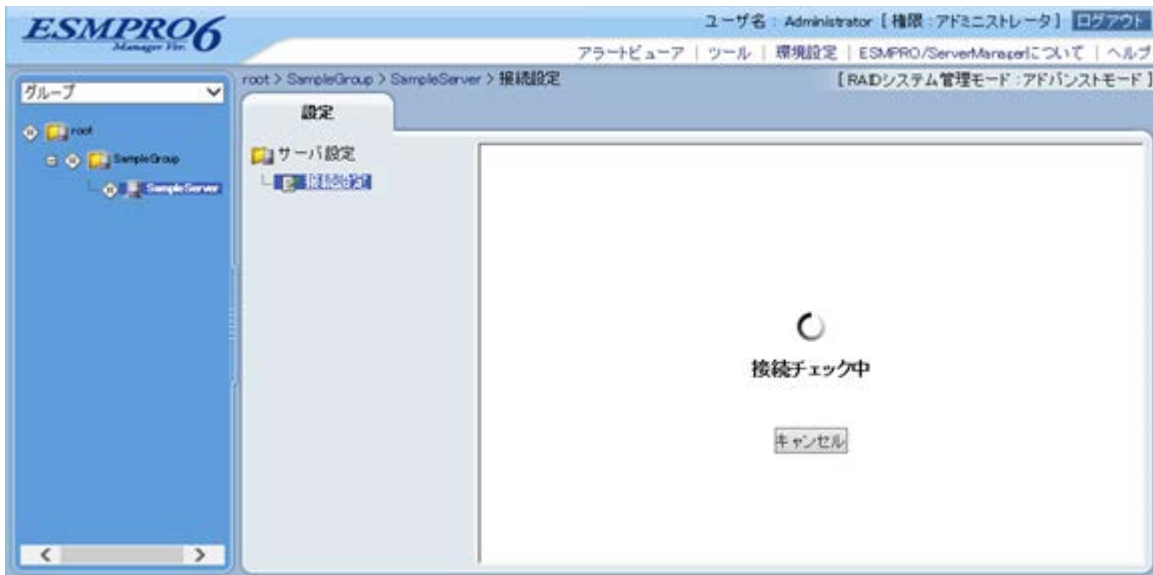 ESMPRO6
Manager Ver.
ユーザ名 : Administrator [ 権限 : アドミニストレータ ] ログアウト
アラートビューア | ツール | 環境設定 | ESMPRO/ServerManagerについて | ヘルプ
グループ
root
SampleGroup
SampleServer
root > SampleGroup > SampleServer > 接続設定
[ RAIDシステム管理モード : アドバンストモード ]
設定
サーバ設定
接続設定
接続チェック中
キャンセル